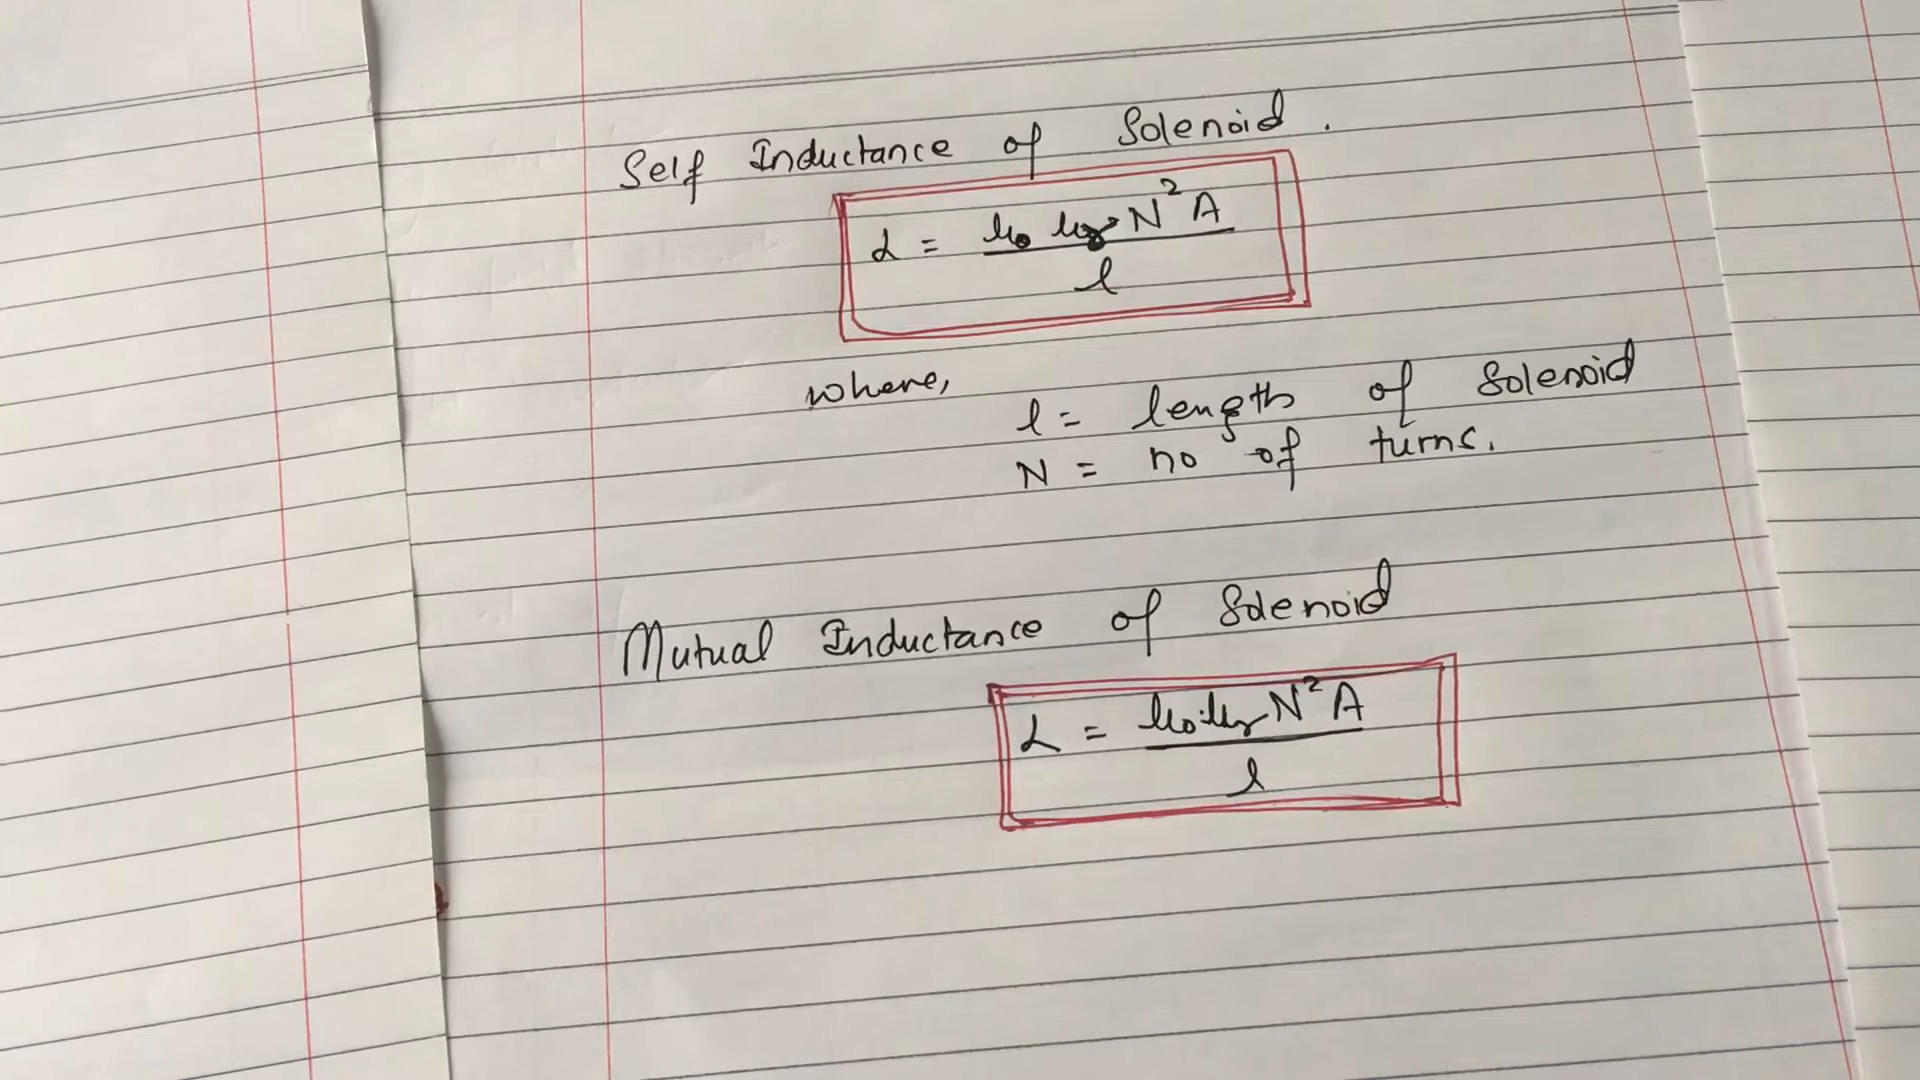 Self Inductance of Solenoid.
L = μ₀ μᵣ N² A / l
where,
l = length of Solenoid
N = no of turns.
Mutual Inductance of Solenoid
L = μ₀.μᵣ N² A / l